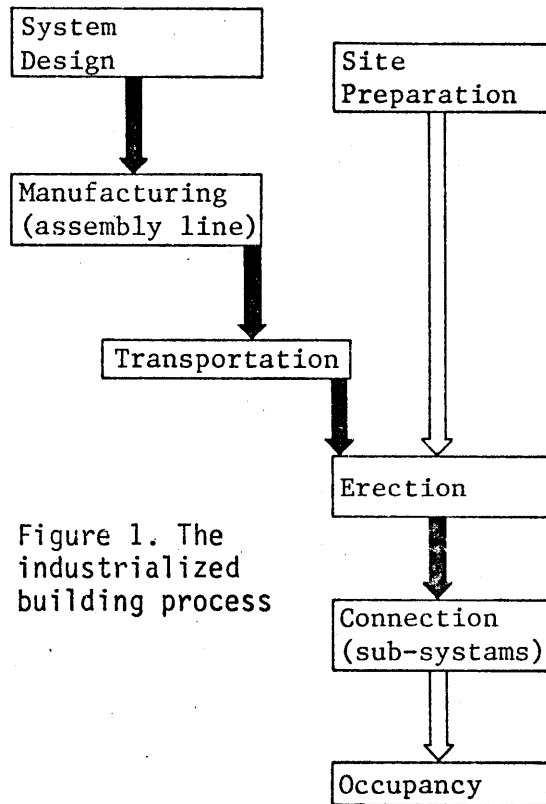 System
Design
Site
Preparation
Manufacturing
(assembly line)
Transportation
Erection
Figure 1. The
industrialized
building process
Connection
(sub-systams)
Occupancy